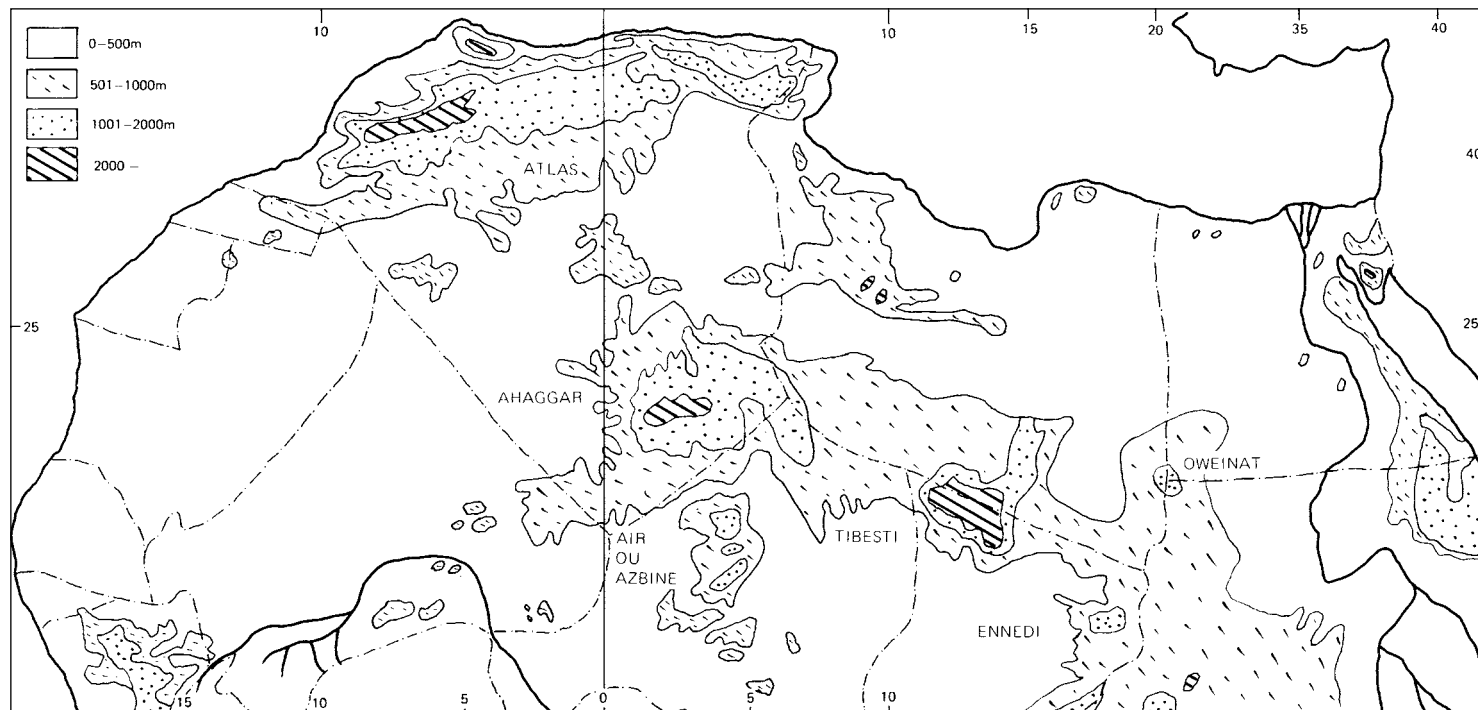 10
10
15
20
35
40
0–500m
501–1000m
1001–2000m
2000 –
ATLAS
40
25
25
AHAGGAR
OWEINAT
AIR
OU
AZBINE
TIBESTI
ENNEDI
15
10
5
0
5
10